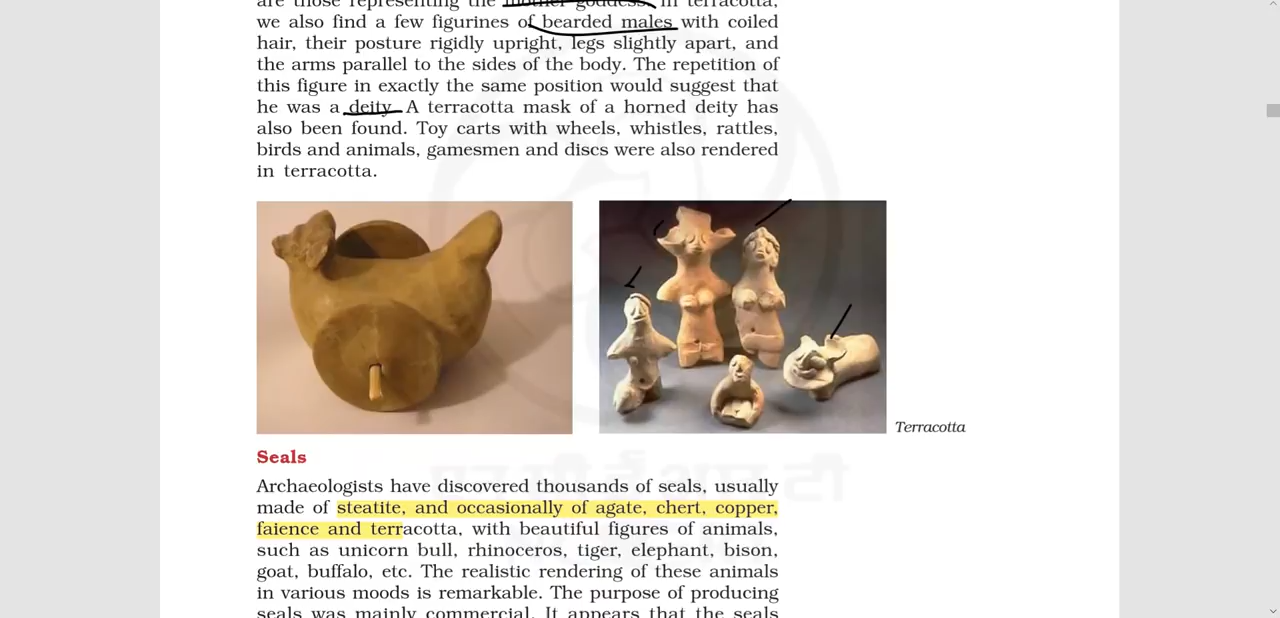 are those representing the mother goddess. In terracotta,
we also find a few figurines of bearded males with coiled
hair, their posture rigidly upright, legs slightly apart, and
the arms parallel to the sides of the body. The repetition of
this figure in exactly the same position would suggest that
he was a deity. A terracotta mask of a horned deity has
also been found. Toy carts with wheels, whistles, rattles,
birds and animals, gamesmen and discs were also rendered
in terracotta.
Terracotta
Seals
Archaeologists have discovered thousands of seals, usually
made of steatite, and occasionally of agate, chert, copper,
faience and terracotta, with beautiful figures of animals,
such as unicorn bull, rhinoceros, tiger, elephant, bison,
goat, buffalo, etc. The realistic rendering of these animals
in various moods is remarkable. The purpose of producing
seals was mainly commercial. It appears that the seals